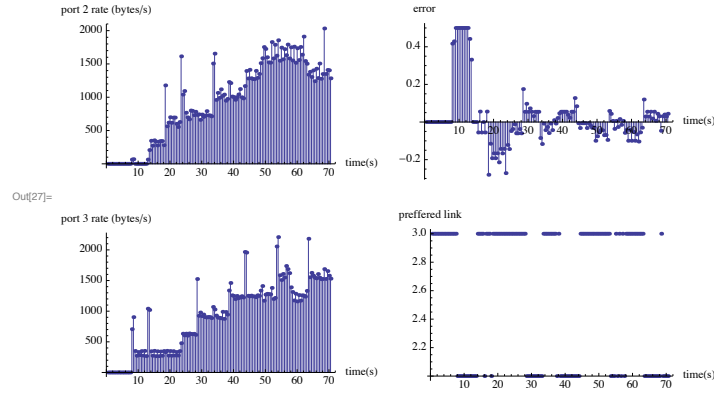 port 2 rate (bytes/s)
2000
1500
1000
500
10 20 30 40 50 60 70
time(s)
error
0.4
0.2
-0.2
10 20 30 40 50 60 70
time(s)
Out[27]=
port 3 rate (bytes/s)
2000
1500
1000
500
10 20 30 40 50 60 70
time(s)
preffered link
3.0
2.8
2.6
2.4
2.2
10 20 30 40 50 60 70
time(s)